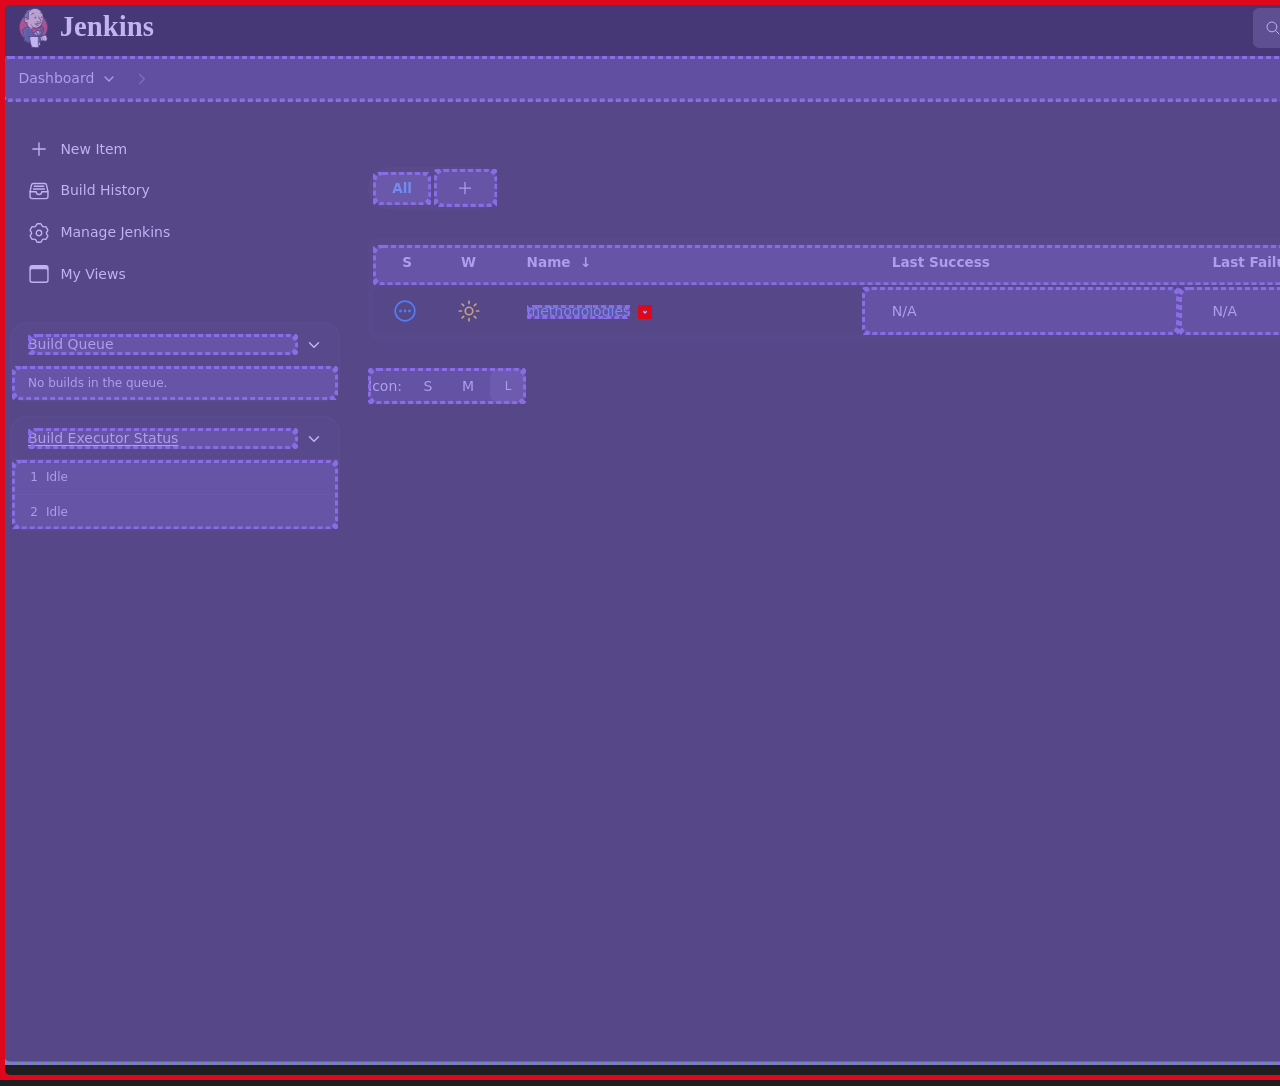 Jenkins
Dashboard
New Item
Build History
Manage Jenkins
My Views
Build Queue
No builds in the queue.
Build Executor Status
1 Idle
2 Idle
All
S W Name ↓ Last Success Last Failu
methodologies N/A N/A
Icon: S M L